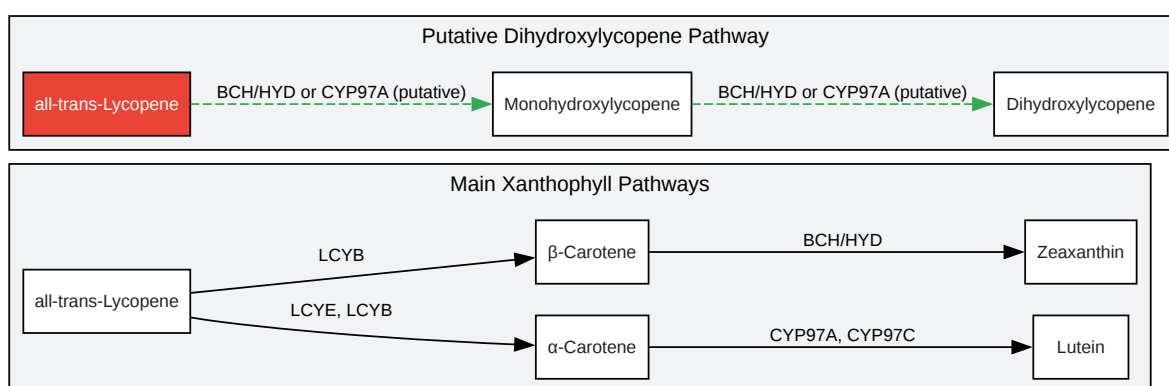 Putative Dihydroxylycopene Pathway
all-trans-Lycopene
BCH/HYD or CYP97A (putative)
Monohydroxylycopene
BCH/HYD or CYP97A (putative)
Dihydroxylycopene
Main Xanthophyll Pathways
all-trans-Lycopene
LCYB
β-Carotene
BCH/HYD
Zeaxanthin
LCYE, LCYB
α-Carotene
CYP97A, CYP97C
Lutein